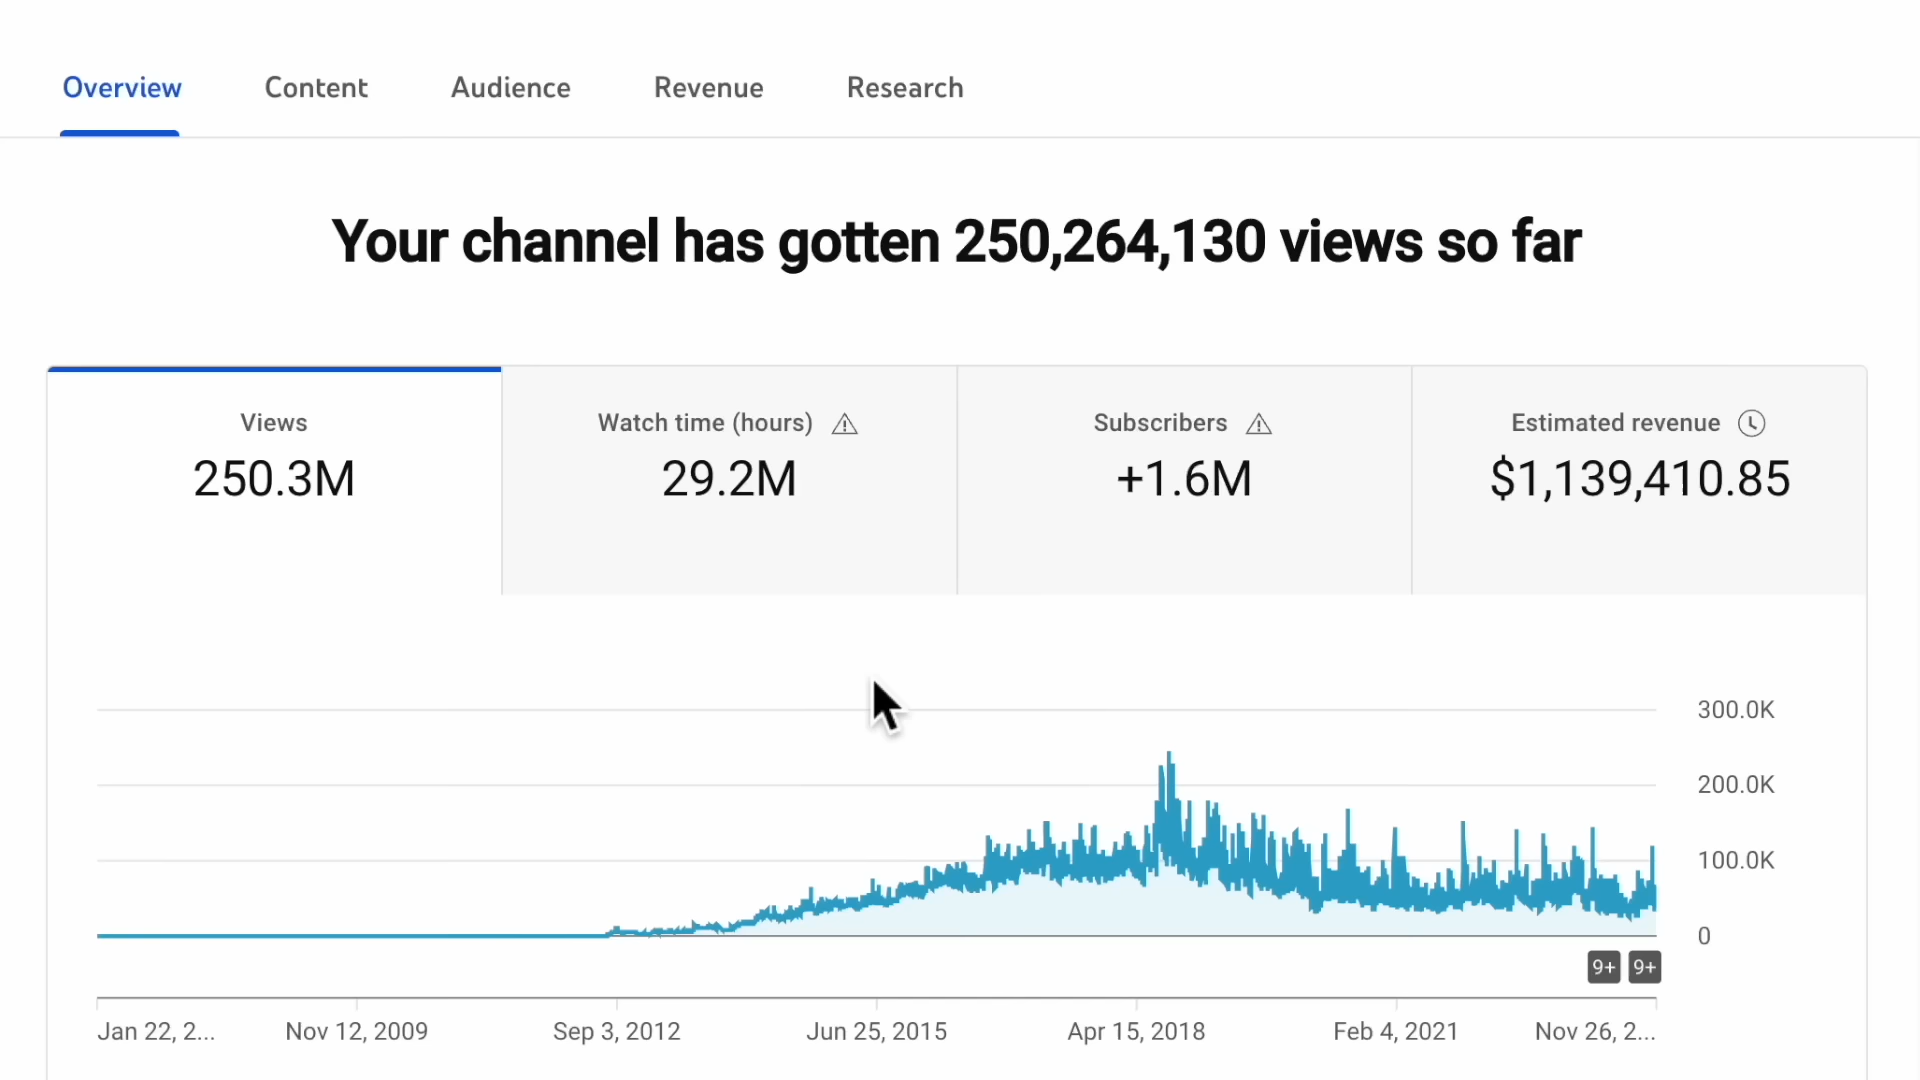 Overview Content Audience Revenue Research
Your channel has gotten 250,264,130 views so far
Views Watch time (hours) Subscribers Estimated revenue
250.3M 29.2M +1.6M $1,139,410.85
300.0K
200.0K
100.0K
0
9+ 9+
Jan 22, 2... Nov 12, 2009 Sep 3, 2012 Jun 25, 2015 Apr 15, 2018 Feb 4, 2021 Nov 26, 2...